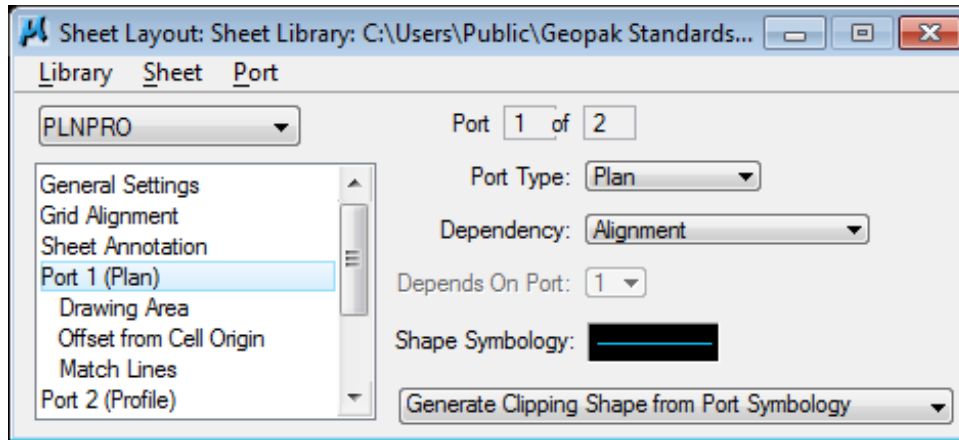 Sheet Layout: Sheet Library: C:\Users\Public\Geopak Standards...
Library Sheet Port
PLNPRO
Port 1 of 2
General Settings
Grid Alignment
Sheet Annotation
Port 1 (Plan)
Drawing Area
Offset from Cell Origin
Match Lines
Port 2 (Profile)
Port Type: Plan
Dependency: Alignment
Depends On Port: 1
Shape Symbology:
Generate Clipping Shape from Port Symbology